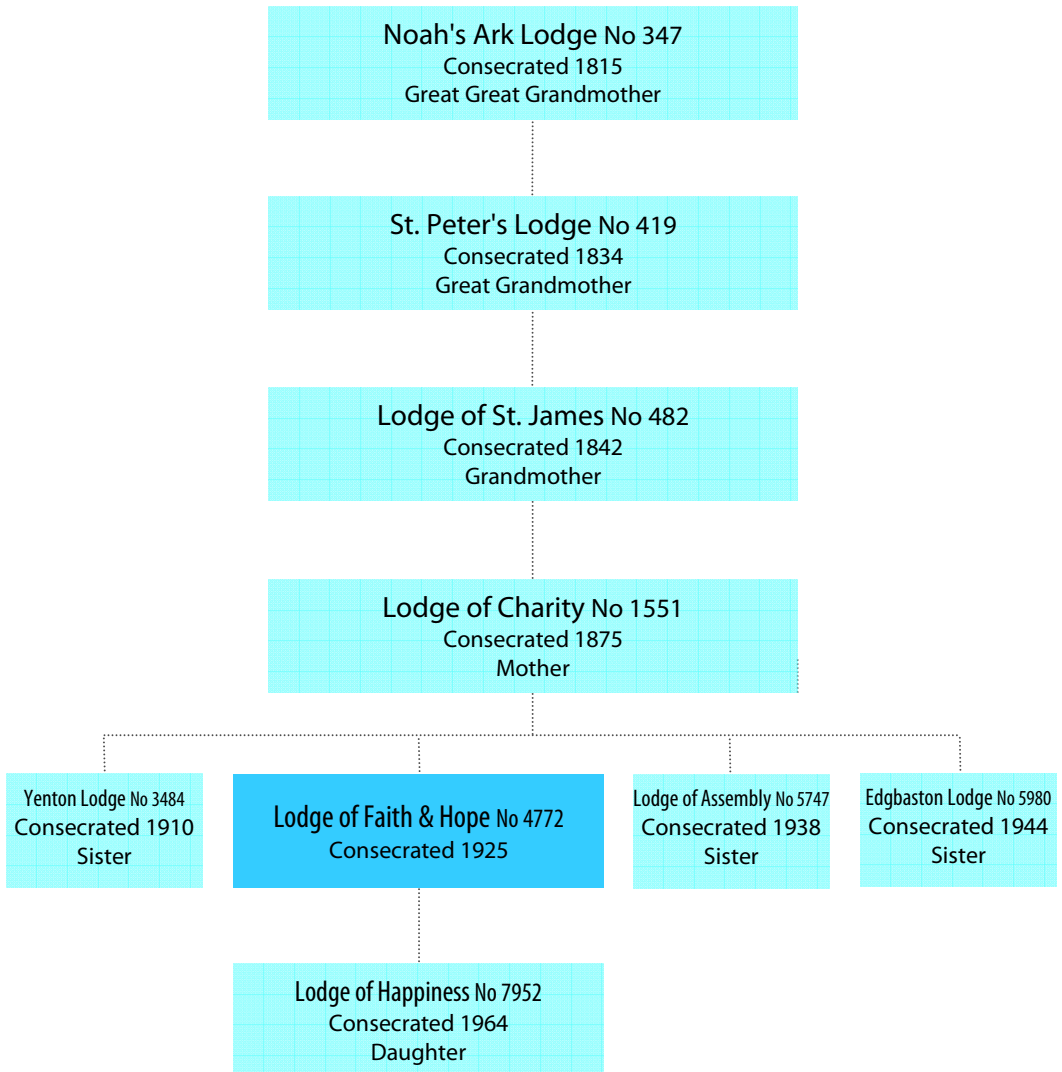 Noah's Ark Lodge No 347
Consecrated 1815
Great Great Grandmother
St. Peter's Lodge No 419
Consecrated 1834
Great Grandmother
Lodge of St. James No 482
Consecrated 1842
Grandmother
Lodge of Charity No 1551
Consecrated 1875
Mother
Yenton Lodge No 3484
Consecrated 1910
Sister
Lodge of Faith & Hope No 4772
Consecrated 1925
Lodge of Assembly No 5747
Consecrated 1938
Sister
Edgbaston Lodge No 5980
Consecrated 1944
Sister
Lodge of Happiness No 7952
Consecrated 1964
Daughter